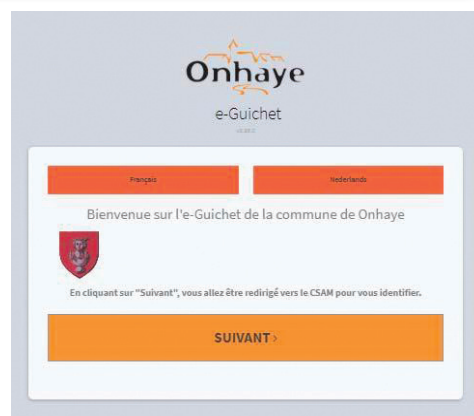 Onhaye
e-Guichet
Français
Nederlands
Bienvenue sur l'e-Guichet de la commune de Onhaye
En cliquant sur "Suivant", vous allez être redirigé vers le CSAM pour vous identifier.
SUIVANT ›